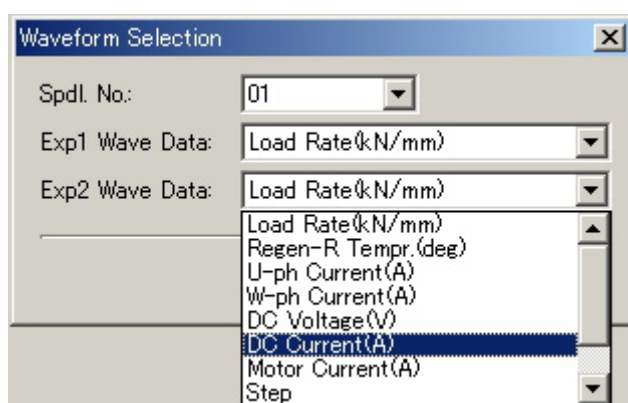 Waveform Selection
Spdl. No.: 01
Exp1 Wave Data: Load Rate(kN/mm)
Exp2 Wave Data: Load Rate(kN/mm)
Load Rate(kN/mm)
Regen-R Tempr.(deg)
U-ph Current(A)
W-ph Current(A)
DC Voltage(V)
DC Current(A)
Motor Current(A)
Step